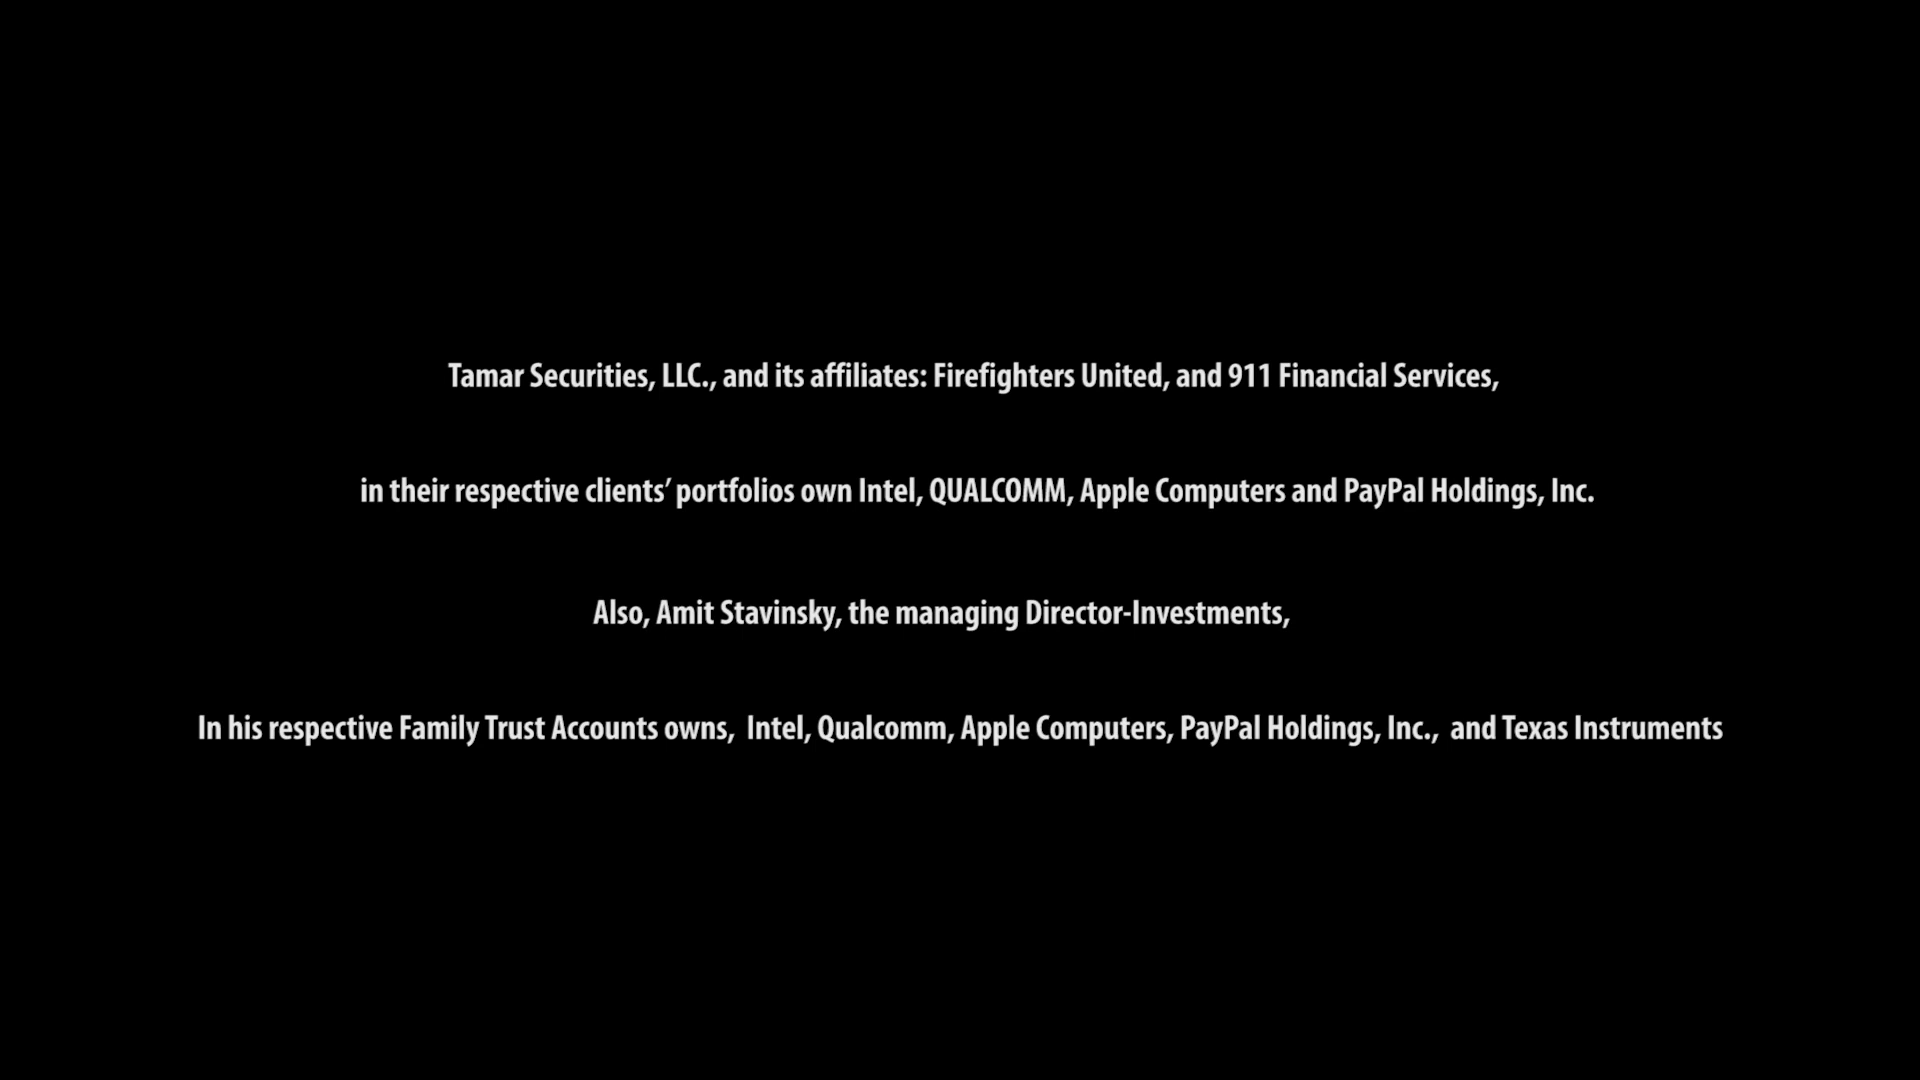 Tamar Securities, LLC., and its affiliates: Firefighters United, and 911 Financial Services,
in their respective clients’ portfolios own Intel, QUALCOMM, Apple Computers and PayPal Holdings, Inc.
Also, Amit Stavinsky, the managing Director-Investments,
In his respective Family Trust Accounts owns,  Intel, Qualcomm, Apple Computers, PayPal Holdings, Inc.,  and Texas Instruments